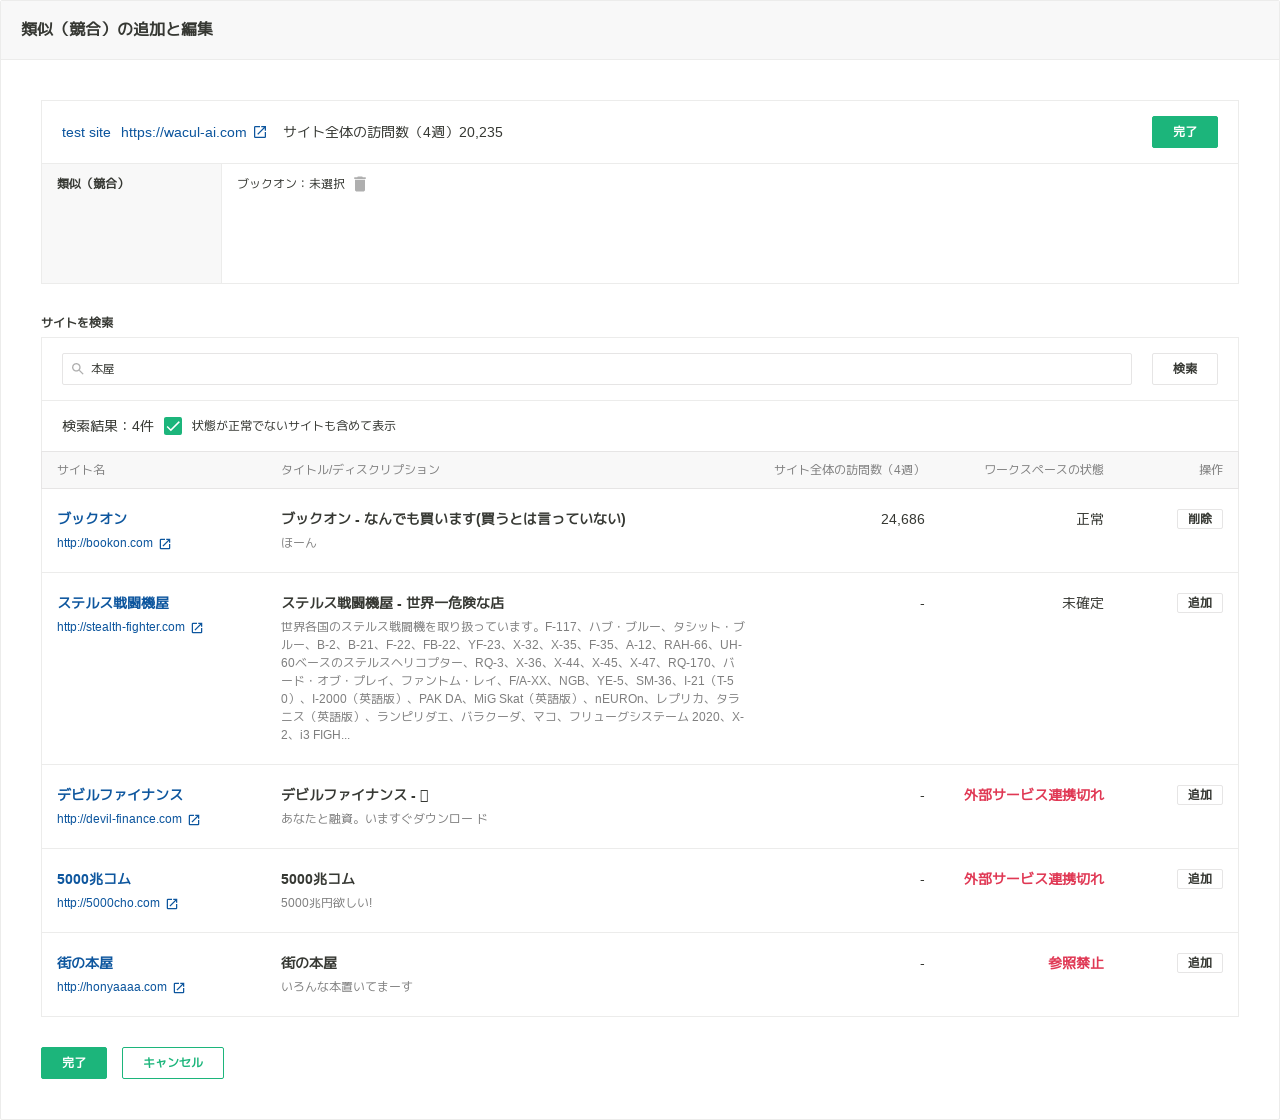 類似（競合）の追加と編集
test site https://wacul-ai.com サイト全体の訪問数（4週）20,235 完了
類似（競合） ブックオン：未選択
サイトを検索
本屋 検索
検索結果：4件 状態が正常でないサイトも含めて表示
サイト名 タイトル/ディスクリプション サイト全体の訪問数（4週） ワークスペースの状態 操作
ブックオン ブックオン - なんでも買います(買うとは言っていない) 24,686 正常 削除
http://bookon.com ほーん
ステルス戦闘機屋 ステルス戦闘機屋 - 世界一危険な店 - 未確定 追加
http://stealth-fighter.com 世界各国のステルス戦闘機を取り扱っています。F-117、ハブ・ブルー、タシット・ブ
ルー、B-2、B-21、F-22、FB-22、YF-23、X-32、X-35、F-35、A-12、RAH-66、UH-
60ベースのステルスヘリコプター、RQ-3、X-36、X-44、X-45、X-47、RQ-170、バ
ード・オブ・プレイ、ファントム・レイ、F/A-XX、NGB、YE-5、SM-36、I-21（T-5
0）、I-2000（英語版）、PAK DA、MiG Skat（英語版）、nEUROn、レプリカ、タラ
ニス（英語版）、ランピリダエ、バラクーダ、マコ、フリューグシステーム 2020、X-
2、i3 FIGH...
デビルファイナンス デビルファイナンス - - 外部サービス連携切れ 追加
http://devil-finance.com あなたと融資。いますぐダウンロー ド
5000兆コム 5000兆コム - 外部サービス連携切れ 追加
http://5000cho.com 5000兆円欲しい!
街の本屋 街の本屋 - 参照禁止 追加
http://honyaaaa.com いろんな本置いてまーす
完了 キャンセル